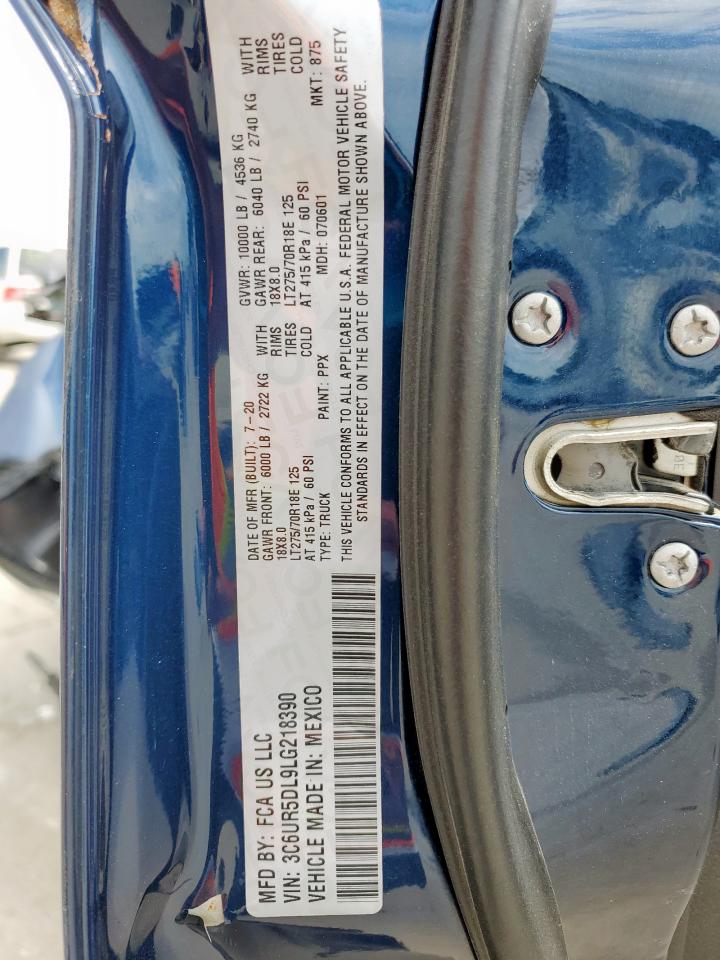 MFD BY: FCA US LLC
VIN: 3C6UR5DL9LG218390
VEHICLE MADE IN: MEXICO
DATE OF MFR (BUILT): 7-20 GVWR: 10000 LB / 4536 KG
GAWR FRONT: 6000 LB / 2722 KG WITH GAWR REAR: 6040 LB / 2740 KG WITH
18X8.0 RIMS 18X8.0 RIMS
LT275/70R18E 125 TIRES LT275/70R18E 125 TIRES
AT 415 kPa / 60 PSI COLD AT 415 kPa / 60 PSI COLD
TYPE: TRUCK PAINT: PPX MDH: 070601 MKT: 875
THIS VEHICLE CONFORMS TO ALL APPLICABLE U.S.A. FEDERAL MOTOR VEHICLE SAFETY
STANDARDS IN EFFECT ON THE DATE OF MANUFACTURE SHOWN ABOVE.